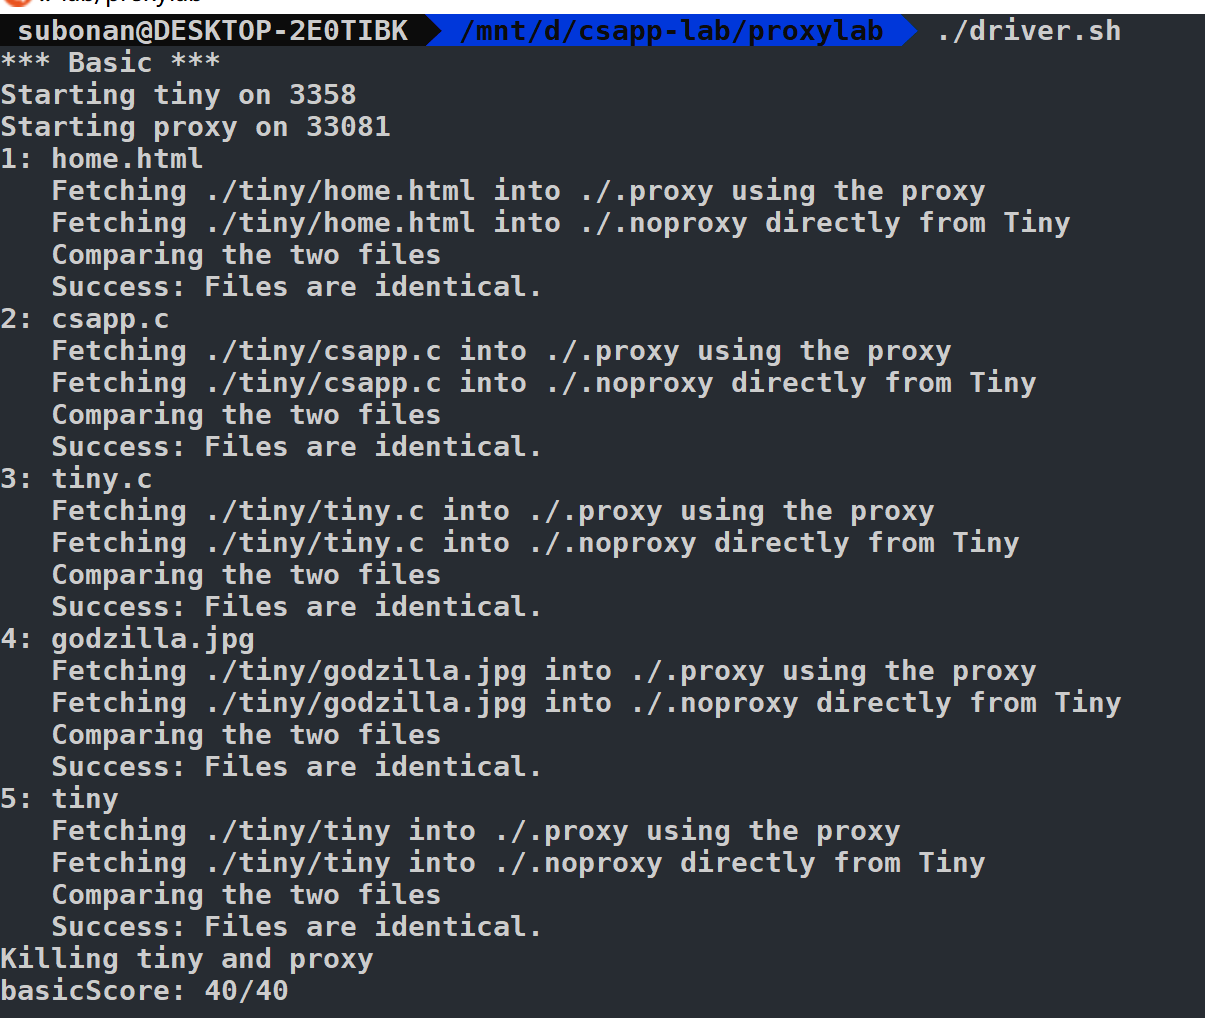 subonan@DESKTOP-2E0TIBK /mnt/d/csapp-lab/proxylab ./driver.sh
*** Basic ***
Starting tiny on 3358
Starting proxy on 33081
1: home.html
   Fetching ./tiny/home.html into ./.proxy using the proxy
   Fetching ./tiny/home.html into ./.noproxy directly from Tiny
   Comparing the two files
   Success: Files are identical.
2: csapp.c
   Fetching ./tiny/csapp.c into ./.proxy using the proxy
   Fetching ./tiny/csapp.c into ./.noproxy directly from Tiny
   Comparing the two files
   Success: Files are identical.
3: tiny.c
   Fetching ./tiny/tiny.c into ./.proxy using the proxy
   Fetching ./tiny/tiny.c into ./.noproxy directly from Tiny
   Comparing the two files
   Success: Files are identical.
4: godzilla.jpg
   Fetching ./tiny/godzilla.jpg into ./.proxy using the proxy
   Fetching ./tiny/godzilla.jpg into ./.noproxy directly from Tiny
   Comparing the two files
   Success: Files are identical.
5: tiny
   Fetching ./tiny/tiny into ./.proxy using the proxy
   Fetching ./tiny/tiny into ./.noproxy directly from Tiny
   Comparing the two files
   Success: Files are identical.
Killing tiny and proxy
basicScore: 40/40